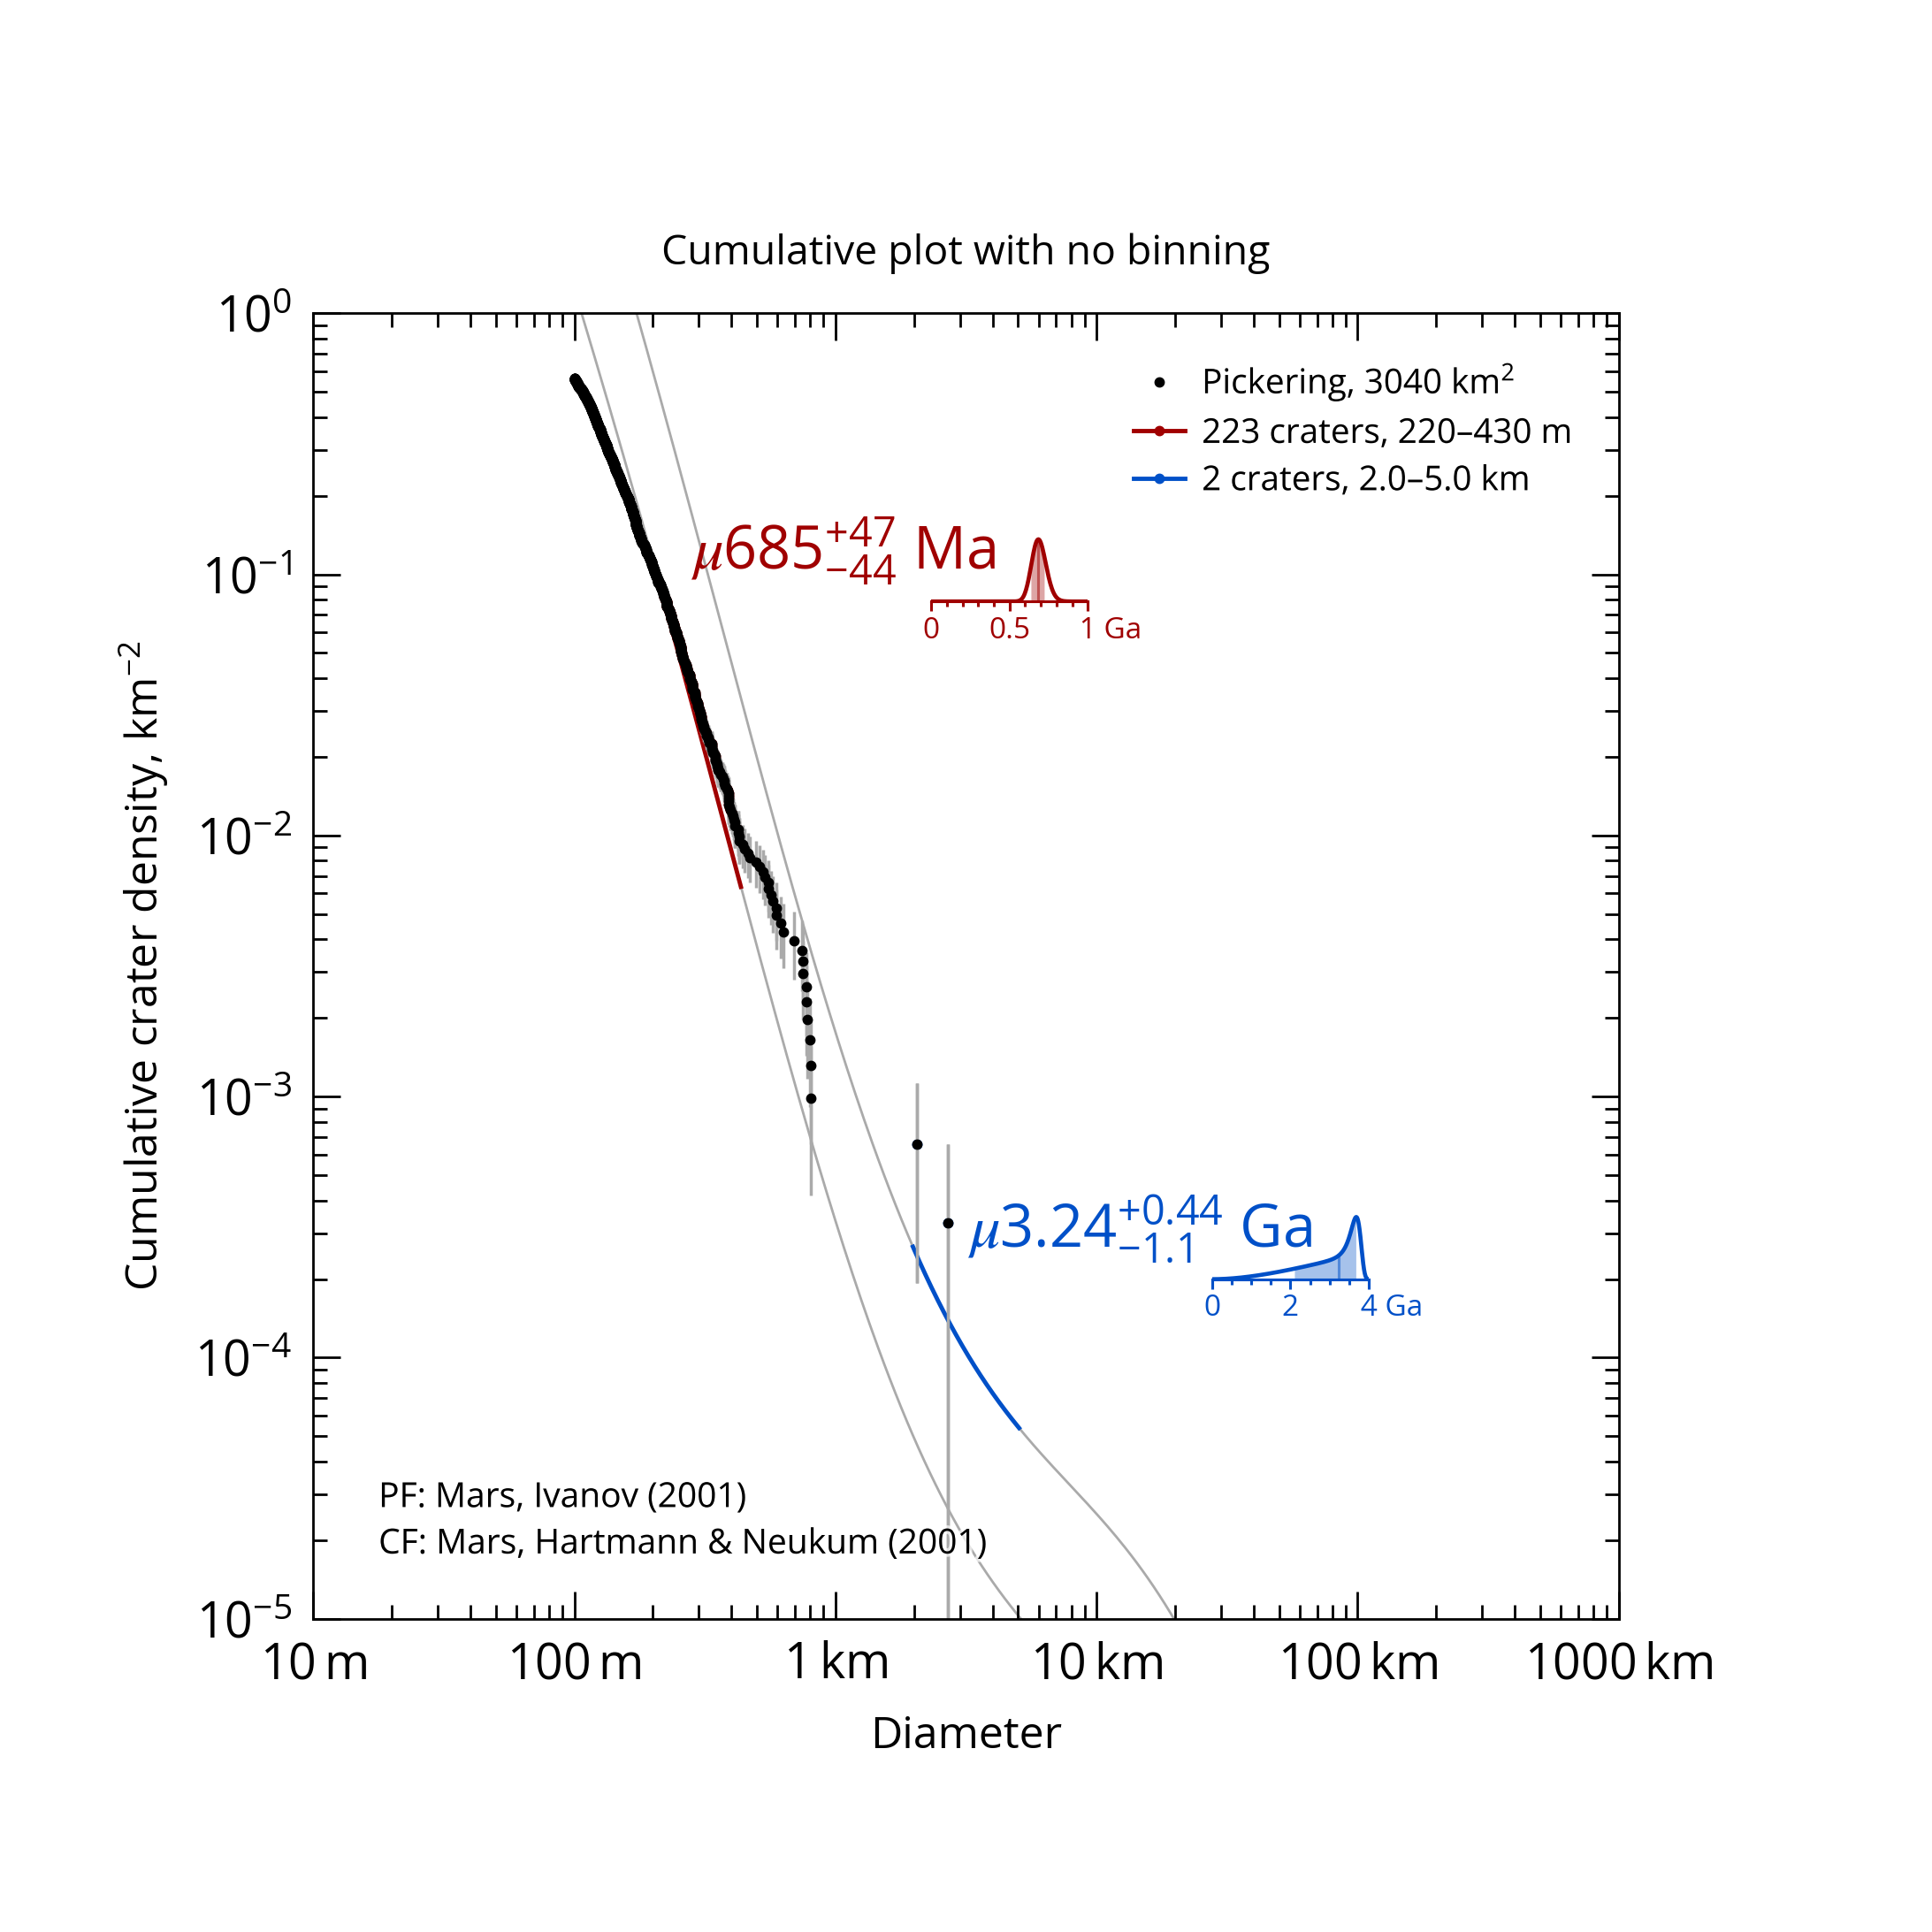 Cumulative plot with no binning
10⁰
10⁻¹
10⁻²
10⁻³
10⁻⁴
10⁻⁵
Cumulative crater density, km⁻²
Pickering, 3040 km²
223 craters, 220–430 m
2 craters, 2.0–5.0 km
μ685 +47 −44 Ma
0 0.5 1 Ga
μ3.24 +0.44 −1.1 Ga
0 2 4 Ga
PF: Mars, Ivanov (2001)
CF: Mars, Hartmann & Neukum (2001)
10 m 100 m 1 km 10 km 100 km 1000 km
Diameter